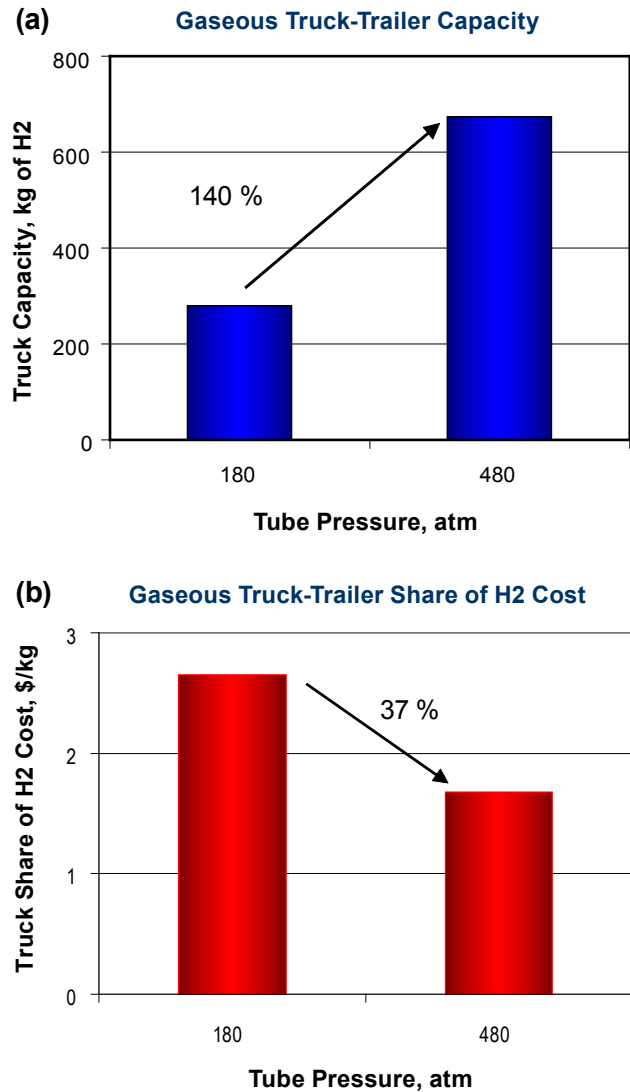 (a) Gaseous Truck-Trailer Capacity
Truck Capacity, kg of H2
800
600
400
200
0
140 %
180
480
Tube Pressure, atm
(b) Gaseous Truck-Trailer Share of H2 Cost
Truck Share of H2 Cost, $/kg
3
2
1
0
37 %
180
480
Tube Pressure, atm